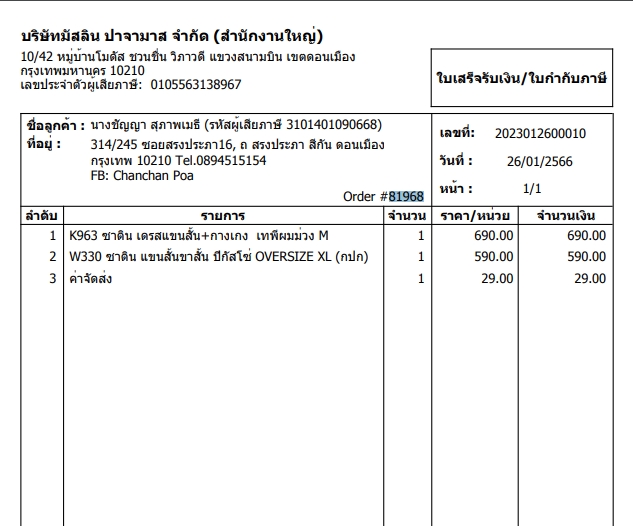 บริษัทมัสลิน ปาจามาส จำกัด (สำนักงานใหญ่)
10/42 หมู่บ้านโมดัส ชวนชื่น วิภาวดี แขวงสนามบิน เขตดอนเมือง
กรุงเทพมหานคร 10210
เลขประจำตัวผู้เสียภาษี: 0105563138967
ใบเสร็จรับเงิน/ใบกำกับภาษี
ชื่อลูกค้า : นางชัญญา สุภาพเมธี (รหัสผู้เสียภาษี 3101401090668)
ที่อยู่ : 314/245 ซอยสรงประภา16, ถ สรงประภา สีกัน ดอนเมือง
กรุงเทพ 10210 Tel.0894515154
FB: Chanchan Poa
Order #81968
เลขที่: 2023012600010
วันที่ : 26/01/2566
หน้า : 1/1
ลำดับ รายการ จำนวน ราคา/หน่วย จำนวนเงิน
1 K963 ซาติน เดรสแขนสั้น+กางเกง เทพีผมม่วง M 1 690.00 690.00
2 W330 ซาติน แขนสั้นขาสั้น ปีกัสโซ่ OVERSIZE XL (กปก) 1 590.00 590.00
3 ค่าจัดส่ง 1 29.00 29.00